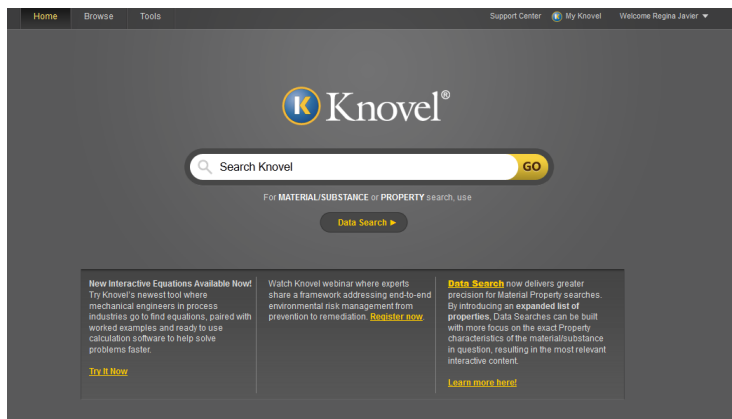 Home Browse Tools Support Center K My Knovel Welcome Regina Javier
K Knovel®
Search Knovel GO
For MATERIAL/SUBSTANCE or PROPERTY search, use
Data Search
New Interactive Equations Available Now!
Try Knovel's newest tool where
mechanical engineers in process
industries go to find equations, paired with
worked examples and ready to use
calculation software to help solve
problems faster.
Try It Now
Watch Knovel webinar where experts
share a framework addressing end-to-end
environmental risk management from
prevention to remediation. Register now.
Data Search now delivers greater
precision for Material Property searches.
By introducing an expanded list of
properties, Data Searches can be built
with more focus on the exact Property
characteristics of the material/substance
in question, resulting in the most relevant
interactive content.
Learn more here!